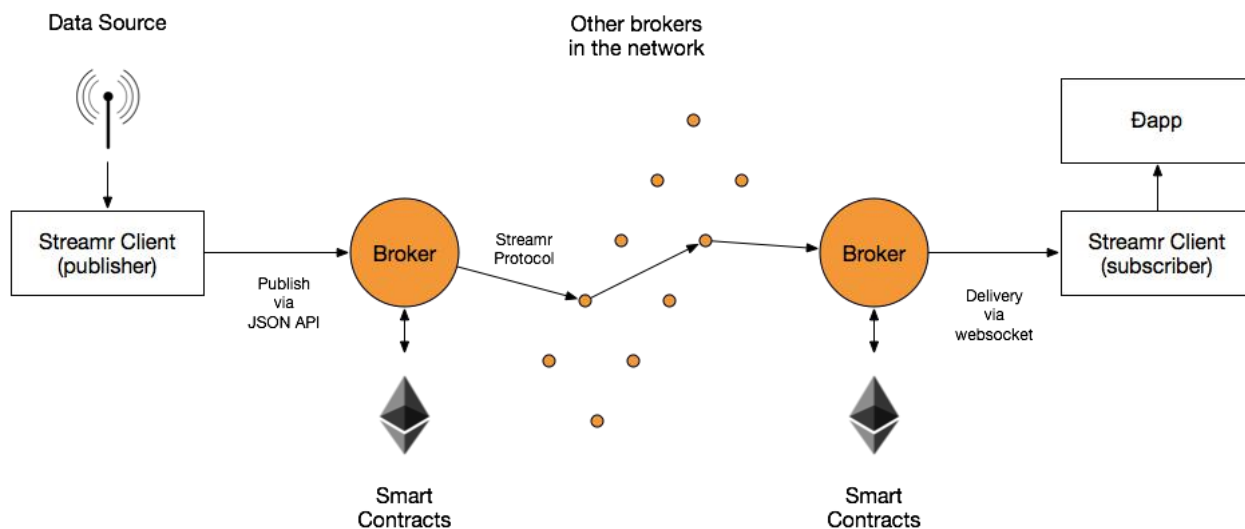 Data Source
Other brokers
in the network
Đapp
Streamr Client
(publisher)
Publish
via
JSON API
Broker
Streamr
Protocol
Broker
Delivery
via
websocket
Streamr Client
(subscriber)
Smart
Contracts
Smart
Contracts